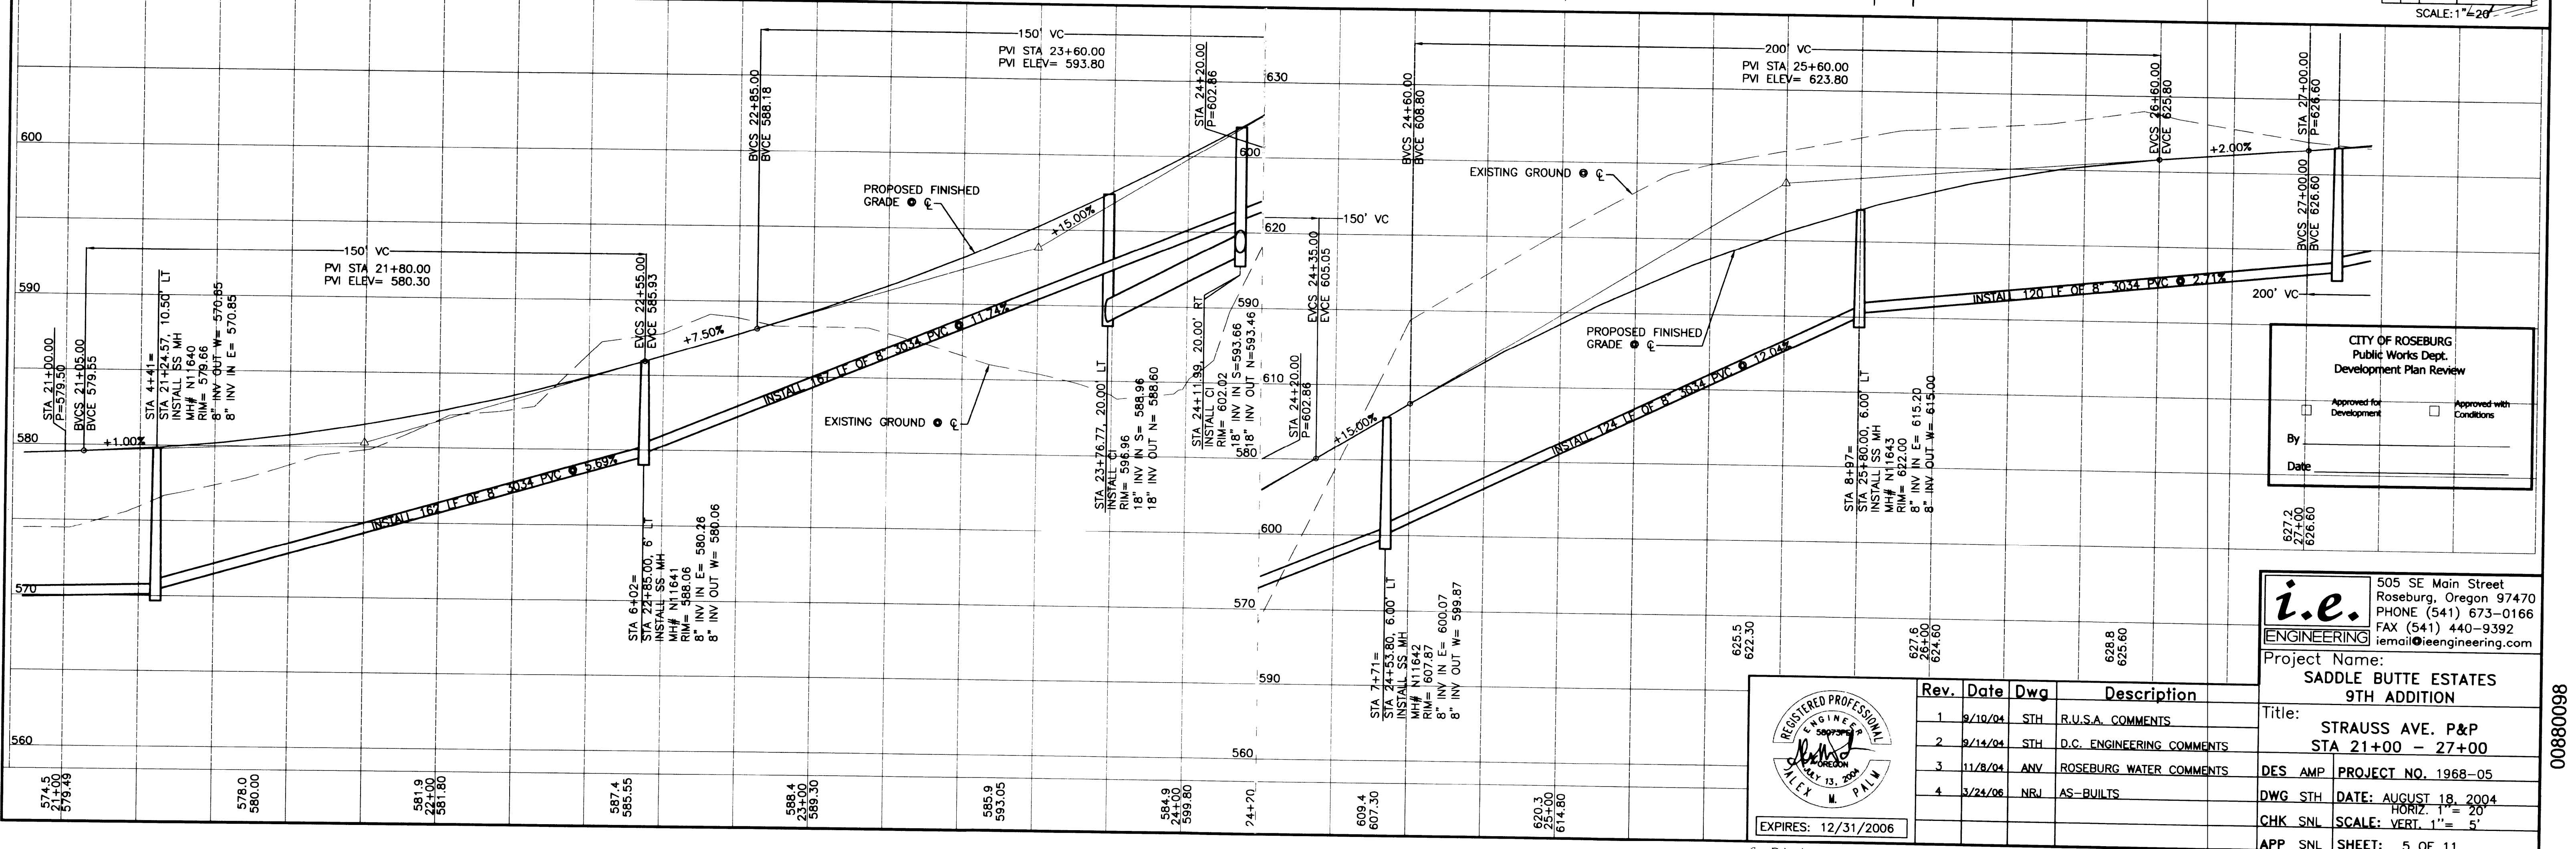 SCALE: 1"=20'
600
590
580
570
560
STA 21+00.00
P=579.50
BVCS 21+05.00
BVCE 579.55
+1.00%
150' VC
PVI STA 21+80.00
PVI ELEV= 580.30
STA 4+41=
STA 21+24.57, 10.50' LT
INSTALL SS MH
MH# N11640
RIM= 579.66
8" INV OUT W= 570.65
8" INV IN E= 570.85
INSTALL 162 LF OF 8" 3034 PVC @ 5.69%
EVCS 22+55.00
EVCE 585.93
+7.50%
STA 6+02=
STA 22+85.00, 6' LT
INSTALL SS MH
MH# N11641
RIM= 588.06
8" INV IN E= 580.26
8" INV OUT W= 580.06
BVCS 22+85.00
BVCE 588.18
150' VC
PVI STA 23+60.00
PVI ELEV= 593.80
PROPOSED FINISHED
GRADE @ ℄
+15.00%
INSTALL 167 LF OF 8" 3034 PVC @ 11.74%
EXISTING GROUND @ ℄
STA 23+76.77, 20.00' LT
INSTALL CI
RIM= 596.96
18" INV IN S= 588.96
18" INV OUT N= 588.60
STA 24+11.99, 20.00' RT
INSTALL CI
RIM= 602.02
18" INV IN S=593.66
18" INV OUT N=593.46
STA 24+20.00
P=602.86
574.5
21+00
579.49
578.0
580.00
581.9
22+00
581.80
587.4
585.55
588.4
23+00
589.30
585.9
593.05
584.9
24+00
599.80
24+20
630
600
620
590
610
580
600
570
590
560
STA 24+20.00
P=602.86
EVCS 24+35.00
EVCE 605.05
150' VC
+15.00%
BVCS 24+60.00
BVCE 608.80
200' VC
PVI STA 25+60.00
PVI ELEV= 623.80
EXISTING GROUND @ ℄
PROPOSED FINISHED
GRADE @ ℄
STA 7+71=
STA 24+53.80, 6.00' LT
INSTALL SS MH
MH# N11642
RIM= 607.87
8" INV IN E= 600.07
8" INV OUT W= 599.87
INSTALL 124 LF OF 8" 3034 PVC @ 12.04%
STA 8+97=
STA 25+80.00, 6.00' LT
INSTALL SS MH
MH# N11643
RIM= 622.00
8" INV IN E= 615.20
8" INV OUT W= 615.00
INSTALL 120 LF OF 8" 3034 PVC @ 2.71%
EVCS 26+60.00
EVCE 625.80
+2.00%
STA 27+00.00
P=626.60
BVCS 27+00.00
BVCE 626.60
200' VC
609.4
607.30
620.3
25+00
614.80
625.5
622.30
627.6
26+00
624.60
628.8
625.60
627.2
27+00
626.60
CITY OF ROSEBURG
Public Works Dept.
Development Plan Review
Approved for
Development
Approved with
Conditions
By
Date
i.e.
ENGINEERING
505 SE Main Street
Roseburg, Oregon 97470
PHONE (541) 673-0166
FAX (541) 440-9392
iemail@ieengineering.com
Project Name:
SADDLE BUTTE ESTATES
9TH ADDITION
Title:
STRAUSS AVE. P&P
STA 21+00 - 27+00
DES AMP PROJECT NO. 1968-05
DWG STH DATE: AUGUST 18, 2004
CHK SNL SCALE: HORIZ. 1"= 20'
VERT. 1"= 5'
APP SNL SHEET: 5 OF 11
Rev. Date Dwg Description
1 9/10/04 STH R.U.S.A. COMMENTS
2 9/14/04 STH D.C. ENGINEERING COMMENTS
3 11/8/04 ANV ROSEBURG WATER COMMENTS
4 3/24/06 NRJ AS-BUILTS
REGISTERED PROFESSIONAL
ENGINEER
58073PE
OREGON
JULY 13, 2004
ALEX M. PALM
EXPIRES: 12/31/2006
00880098